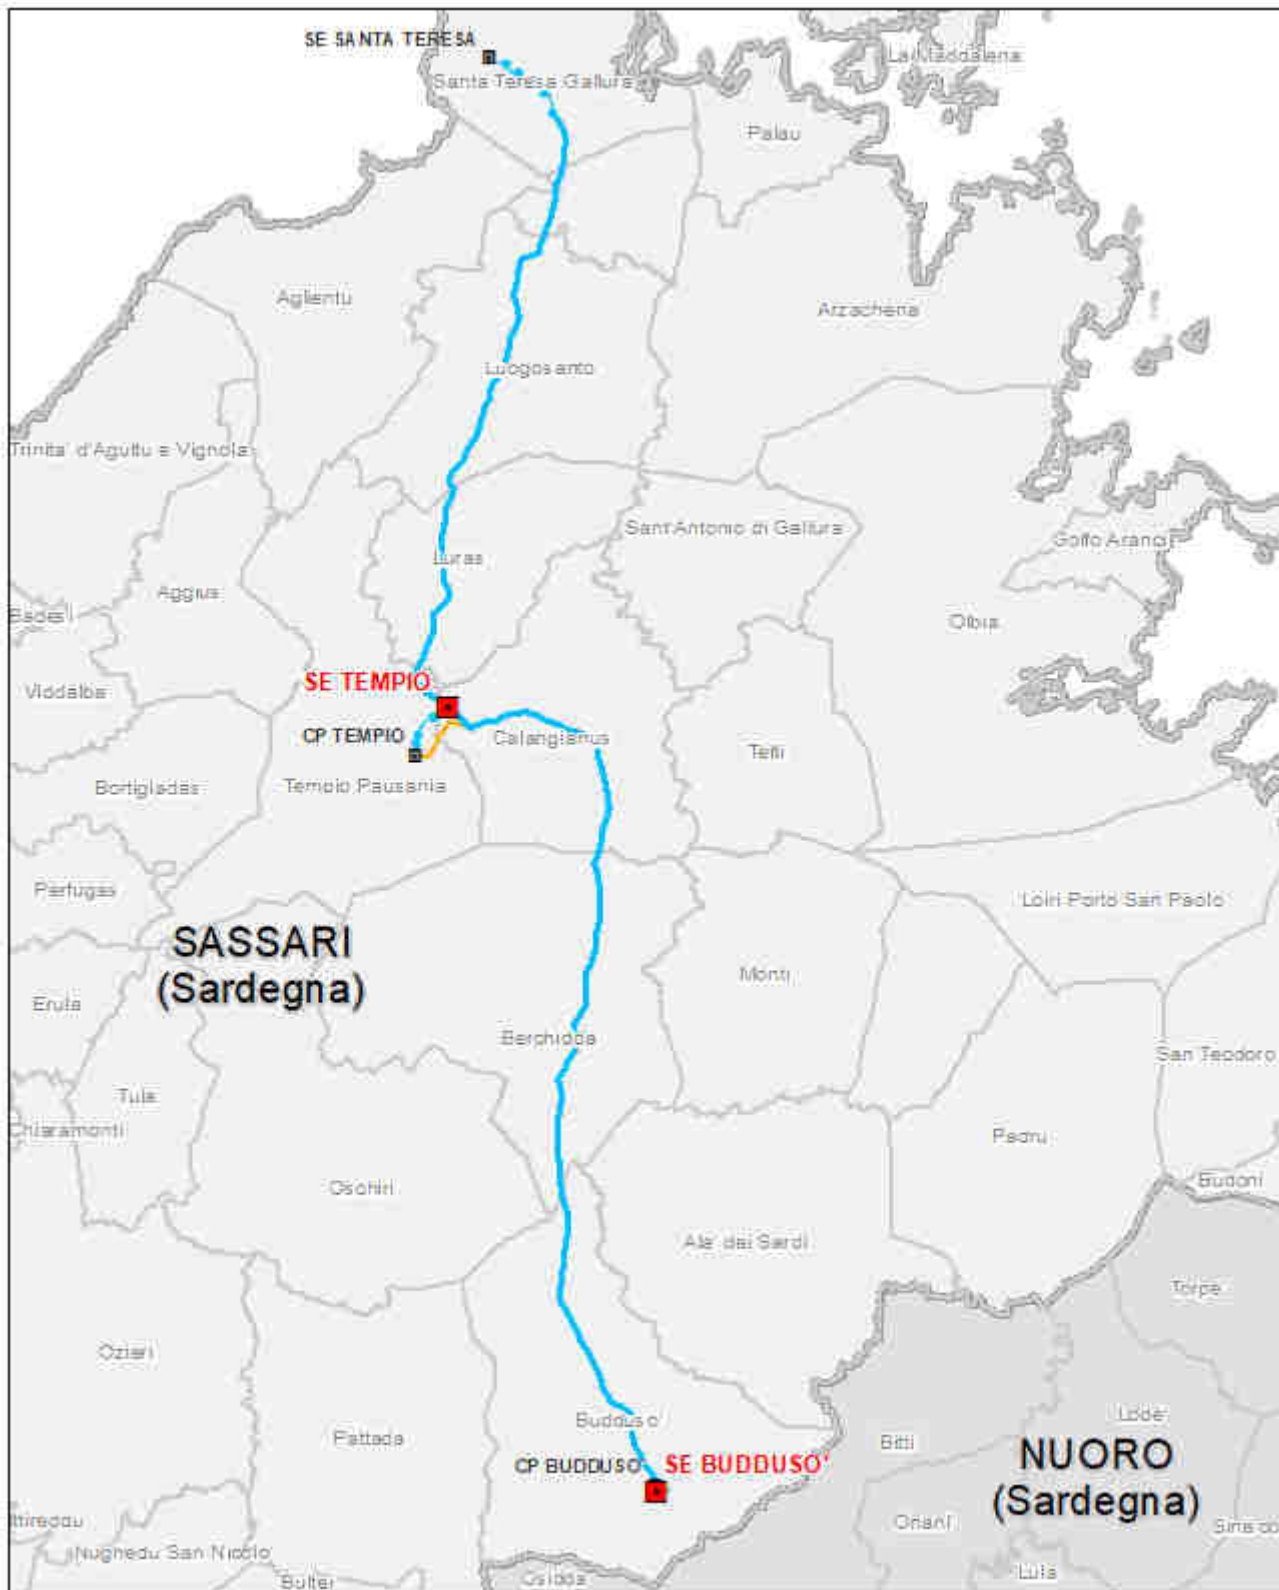 SE SANTA TERESA
La Maddalena
Santa Teresa Gallura
Palau
Aglientu
Arzachena
Luogosanto
Trinita' d'Agultu e Vignola
Sant'Antonio di Gallura
Golfo Aranci
Luras
Aggius
Badesi
Olbia
SE TEMPIO
Viddalba
CP TEMPIO
Calangianus
Telti
Bortigiadas
Tempio Pausania
Perfugas
Loiri Porto San Paolo
SASSARI
(Sardegna)
Monti
Erula
Berchidda
San Teodoro
Tula
Chiaramonti
Padru
Oschiri
Budoni
Ala' dei Sardi
Torpe
Ozieri
Budduso'
Lode
Pattada
Bitti
NUORO
(Sardegna)
CP BUDDUSO'
SE BUDDUSO'
Ittireddu
Onani
Nughedu San Nicolo'
Lula
Osidda